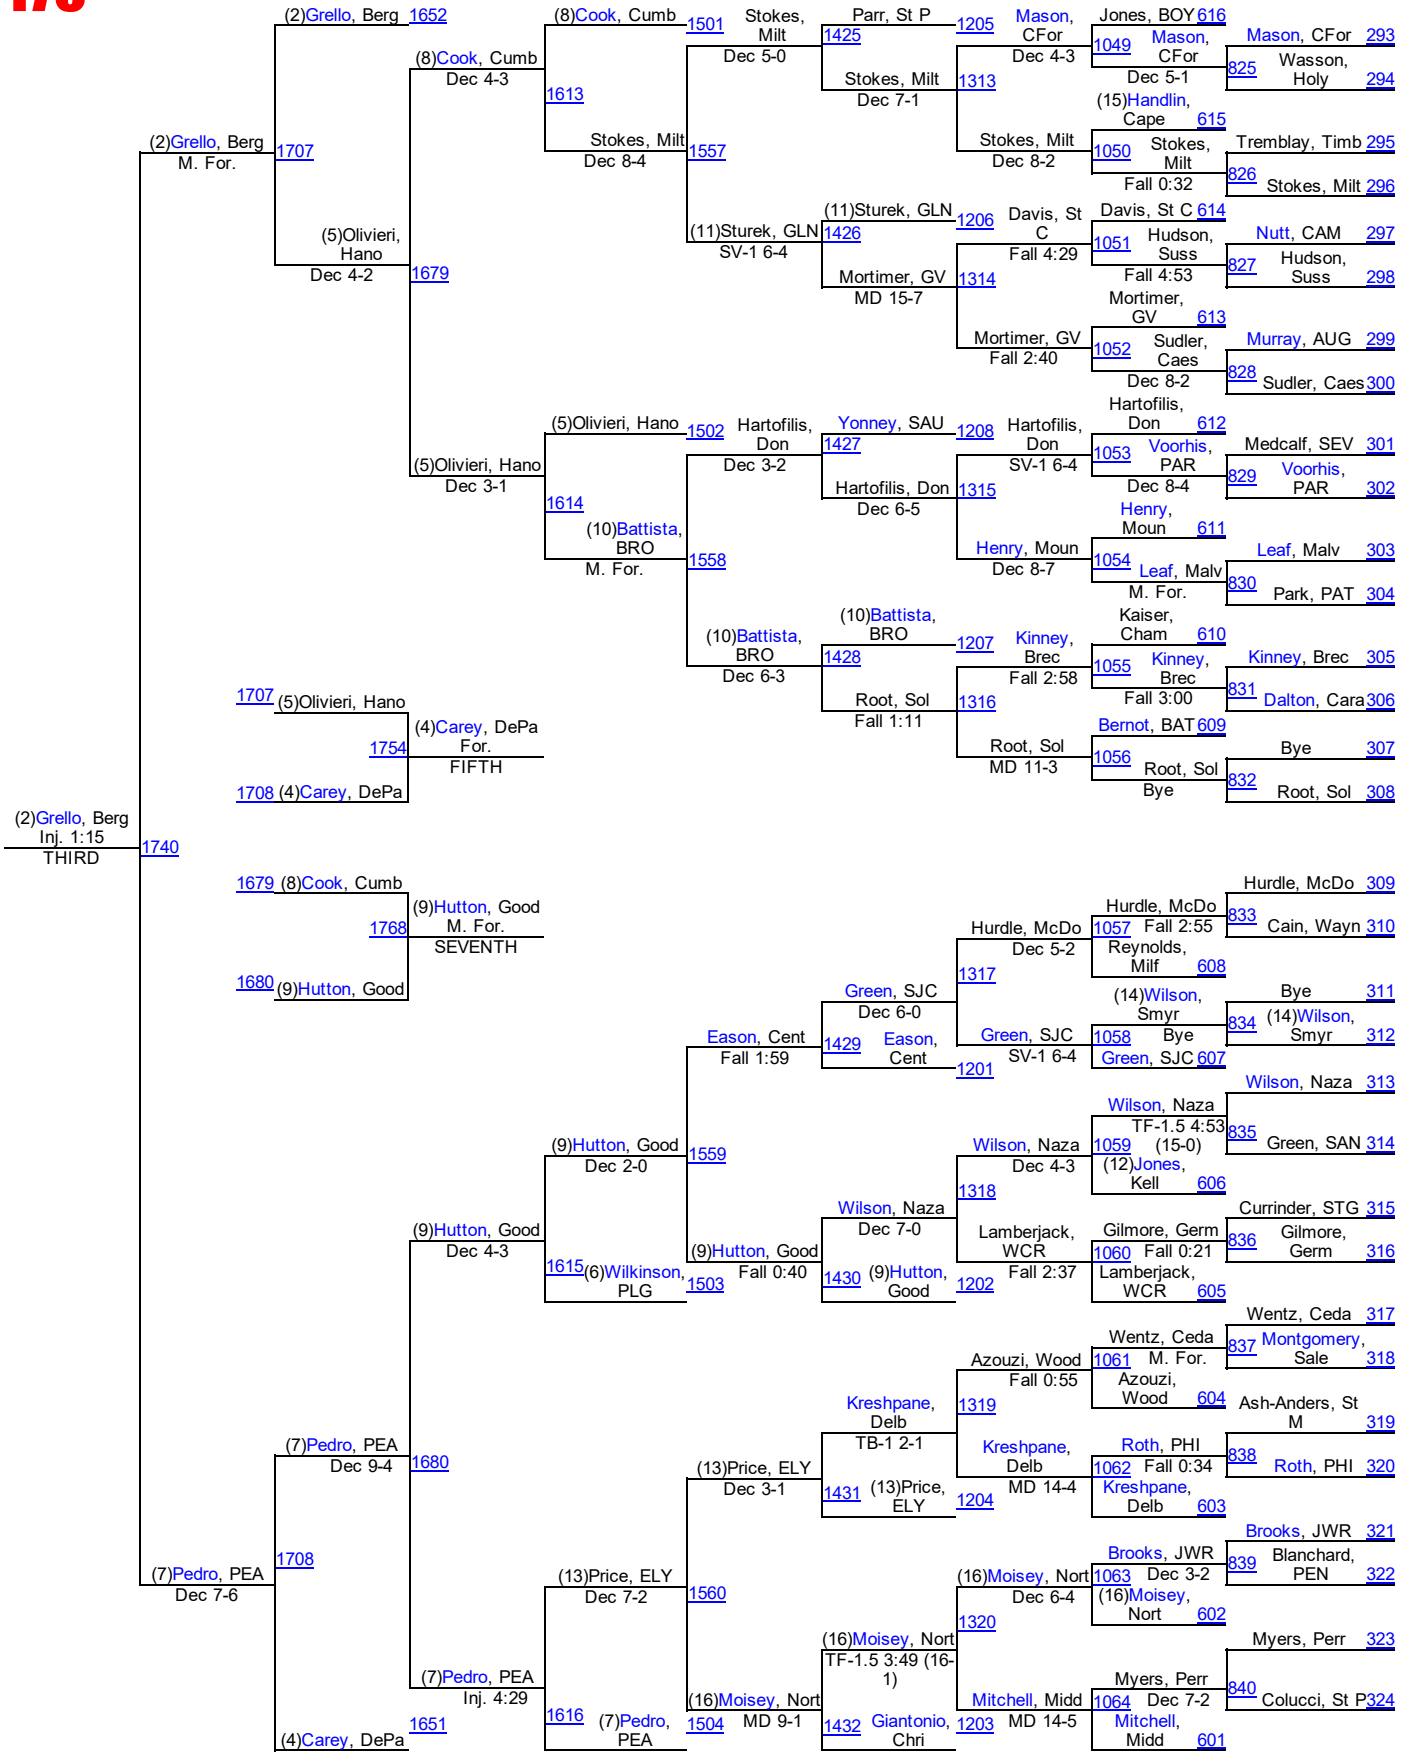 (2)Grello, Berg
Inj. 1:15
THIRD
1740
(2)Grello, Berg
M. For.
1707
(7)Pedro, PEA
Dec 7-6
1708
1707
(5)Olivieri, Hano
1754
1708
(4)Carey, DePa
(4)Carey, DePa
For.
FIFTH
1679
(8)Cook, Cumb
1768
1680
(9)Hutton, Good
(9)Hutton, Good
M. For.
SEVENTH
(2)Grello, Berg
1652
(5)Olivieri,
Hano
Dec 4-2
1679
(7)Pedro, PEA
Dec 9-4
1680
(4)Carey, DePa
1651
(8)Cook, Cumb
Dec 4-3
1613
(5)Olivieri, Hano
Dec 3-1
1614
(9)Hutton, Good
Dec 4-3
1615
(7)Pedro, PEA
Inj. 4:29
1616
(8)Cook, Cumb
1501
Stokes, Milt
Dec 8-4
1557
(5)Olivieri, Hano
1502
(10)Battista,
BRO
M. For.
1558
(9)Hutton, Good
Dec 2-0
1559
(6)Wilkinson,
PLG
1503
(13)Price, ELY
Dec 7-2
1560
(7)Pedro,
PEA
1504
Stokes,
Milt
Dec 5-0
1425
(11)Sturek, GLN
SV-1 6-4
1426
Hartofilis,
Don
Dec 3-2
1427
(10)Battista,
BRO
Dec 6-3
1428
Eason, Cent
Fall 1:59
1429
(9)Hutton, Good
Fall 0:40
1430
(13)Price, ELY
Dec 3-1
1431
(16)Moisey, Nort
MD 9-1
1432
Parr, St P
1205
Stokes, Milt
Dec 7-1
1313
(11)Sturek, GLN
1206
Mortimer, GV
MD 15-7
1314
Yonney, SAU
1208
Hartofilis, Don
Dec 6-5
1315
(10)Battista,
BRO
1207
Root, Sol
Fall 1:11
1316
Green, SJC
Dec 6-0
1317
Eason,
Cent
1201
Wilson, Naza
Dec 7-0
1318
(9)Hutton,
Good
1202
Kreshpane,
Delb
TB-1 2-1
1319
(13)Price,
ELY
1204
(16)Moisey, Nort
TF-1.5 3:49 (16-
1)
1320
Giantonio,
Chri
1203
Mason,
CFor
Dec 4-3
1049
Stokes, Milt
Dec 8-2
1050
Davis, St
C
Fall 4:29
1051
Mortimer, GV
Fall 2:40
1052
Hartofilis,
Don
SV-1 6-4
1053
Henry, Moun
Dec 8-7
1054
Kinney,
Brec
Fall 2:58
1055
Root, Sol
MD 11-3
1056
Hurdle, McDo
Dec 5-2
1057
Green, SJC
SV-1 6-4
1058
Wilson, Naza
Dec 4-3
1059
Lamberjack,
WCR
Fall 2:37
1060
Azouzi, Wood
Fall 0:55
1061
Kreshpane,
Delb
MD 14-4
1062
(16)Moisey, Nort
Dec 6-4
1063
Mitchell, Midd
MD 14-5
1064
Jones, BOY 616
Mason,
CFor
Dec 5-1
825
(15)Handlin,
Cape 615
Stokes,
Milt
Fall 0:32
826
Davis, St C 614
Hudson,
Suss
Fall 4:53
827
Mortimer,
GV 613
Sudler,
Caes
Dec 8-2
828
Hartofilis,
Don 612
Voorhis,
PAR
Dec 8-4
829
Henry,
Moun 611
Leaf, Malv
M. For.
830
Kaiser,
Cham 610
Kinney,
Brec
Fall 3:00
831
Bernot, BAT 609
Root, Sol
Bye
832
Hurdle, McDo
Fall 2:55
833
Reynolds,
Milf 608
(14)Wilson,
Smyr
Bye
834
Green, SJC 607
Wilson, Naza
TF-1.5 4:53
(15-0)
835
(12)Jones,
Kell 606
Gilmore, Germ
Fall 0:21
836
Lamberjack,
WCR 605
Wentz, Ceda
M. For.
837
Azouzi,
Wood 604
Roth, PHI
Fall 0:34
838
Kreshpane,
Delb 603
Brooks, JWR
Dec 3-2
839
(16)Moisey,
Nort 602
Myers, Perr
Dec 7-2
840
Mitchell,
Midd 601
Mason, CFor 293
Wasson,
Holy 294
Tremblay, Timb 295
Stokes, Milt 296
Nutt, CAM 297
Hudson,
Suss 298
Murray, AUG 299
Sudler, Caes 300
Medcalf, SEV 301
Voorhis,
PAR 302
Leaf, Malv 303
Park, PAT 304
Kinney, Brec 305
Dalton, Cara 306
Bye 307
Root, Sol 308
Hurdle, McDo 309
Cain, Wayn 310
Bye 311
(14)Wilson,
Smyr 312
Wilson, Naza 313
Green, SAN 314
Currinder, STG 315
Gilmore,
Germ 316
Wentz, Ceda 317
Montgomery,
Sale 318
Ash-Anders, St
M 319
Roth, PHI 320
Brooks, JWR 321
Blanchard,
PEN 322
Myers, Perr 323
Colucci, St P 324